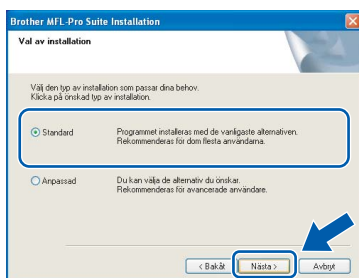 Brother MFL-Pro Suite Installation
Val av installation
Välj den typ av installation som passar dina behov.
Klicka på önskad typ av installation.
Standard
Programmet installeras med de vanligaste alternativen.
Rekommenderas för dom flesta användarna.
Anpassad
Du kan välja de alternativ du önskar.
Rekommenderas för avancerade användare.
< Bakåt
Nästa >
Avbryt